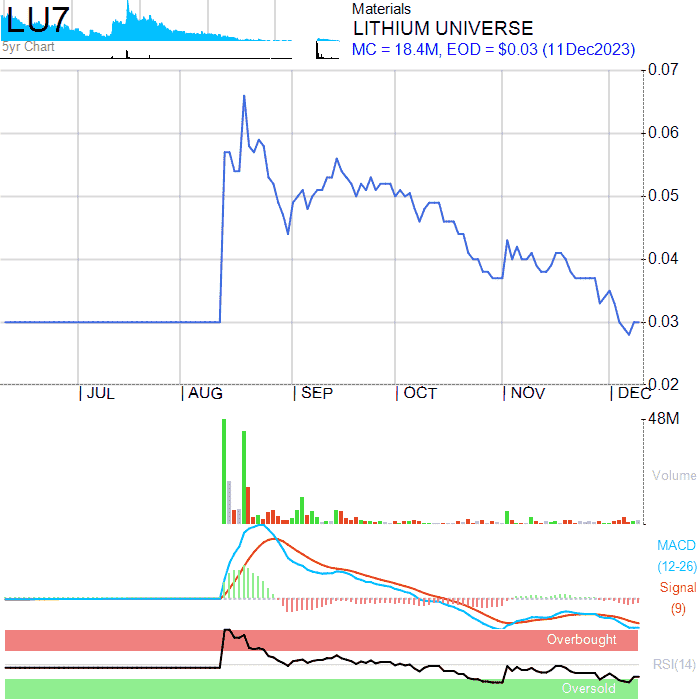 LU7
5yr Chart
Materials
LITHIUM UNIVERSE
MC = 18.4M, EOD = $0.03 (11Dec2023)
0.07
0.06
0.05
0.04
0.03
0.02
JUL AUG SEP OCT NOV DEC
48M
Volume
MACD
(12-26)
Signal
(9)
Overbought
RSI(14)
Oversold